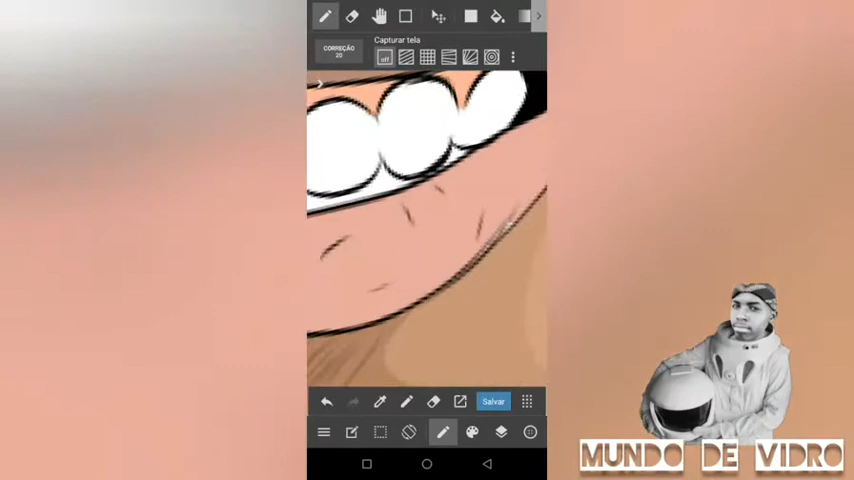 Capturar tela
CORREÇÃO
20
off
Salvar
MUNDO DE VIDRO